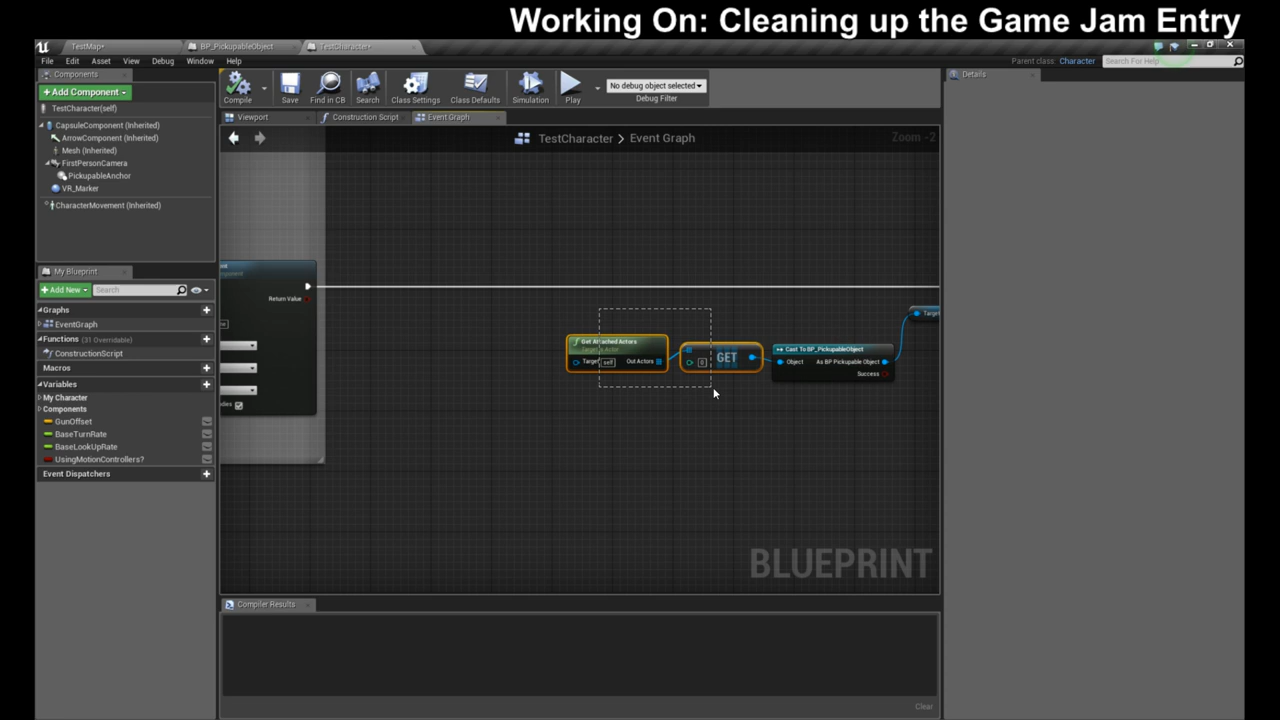 Working On: Cleaning up the Game Jam Entry
TestMap*
BP_PickupableObject
TestCharacter*
File Edit Asset View Debug Window Help
Parent class: Character
Search For Help
Components
+ Add Component
TestCharacter(self)
CapsuleComponent (Inherited)
ArrowComponent (Inherited)
Mesh (Inherited)
FirstPersonCamera
PickupableAnchor
VR_Marker
CharacterMovement (Inherited)
My Blueprint
+ Add New
Search
Graphs
EventGraph
Functions (31 Overridable)
ConstructionScript
Macros
Variables
My Character
Components
GunOffset
BaseTurnRate
BaseLookUpRate
UsingMotionControllers?
Event Dispatchers
Compile
Save
Find in CB
Search
Class Settings
Class Defaults
Simulation
Play
No debug object selected
Debug Filter
Viewport
Construction Script
Event Graph
TestCharacter > Event Graph
Zoom -2
Return Value
Get Attached Actors
Target is Actor
Target self
Out Actors
0
GET
Cast To BP_PickupableObject
Object
As BP Pickupable Object
Success
Target
BLUEPRINT
Compiler Results
Clear
Details